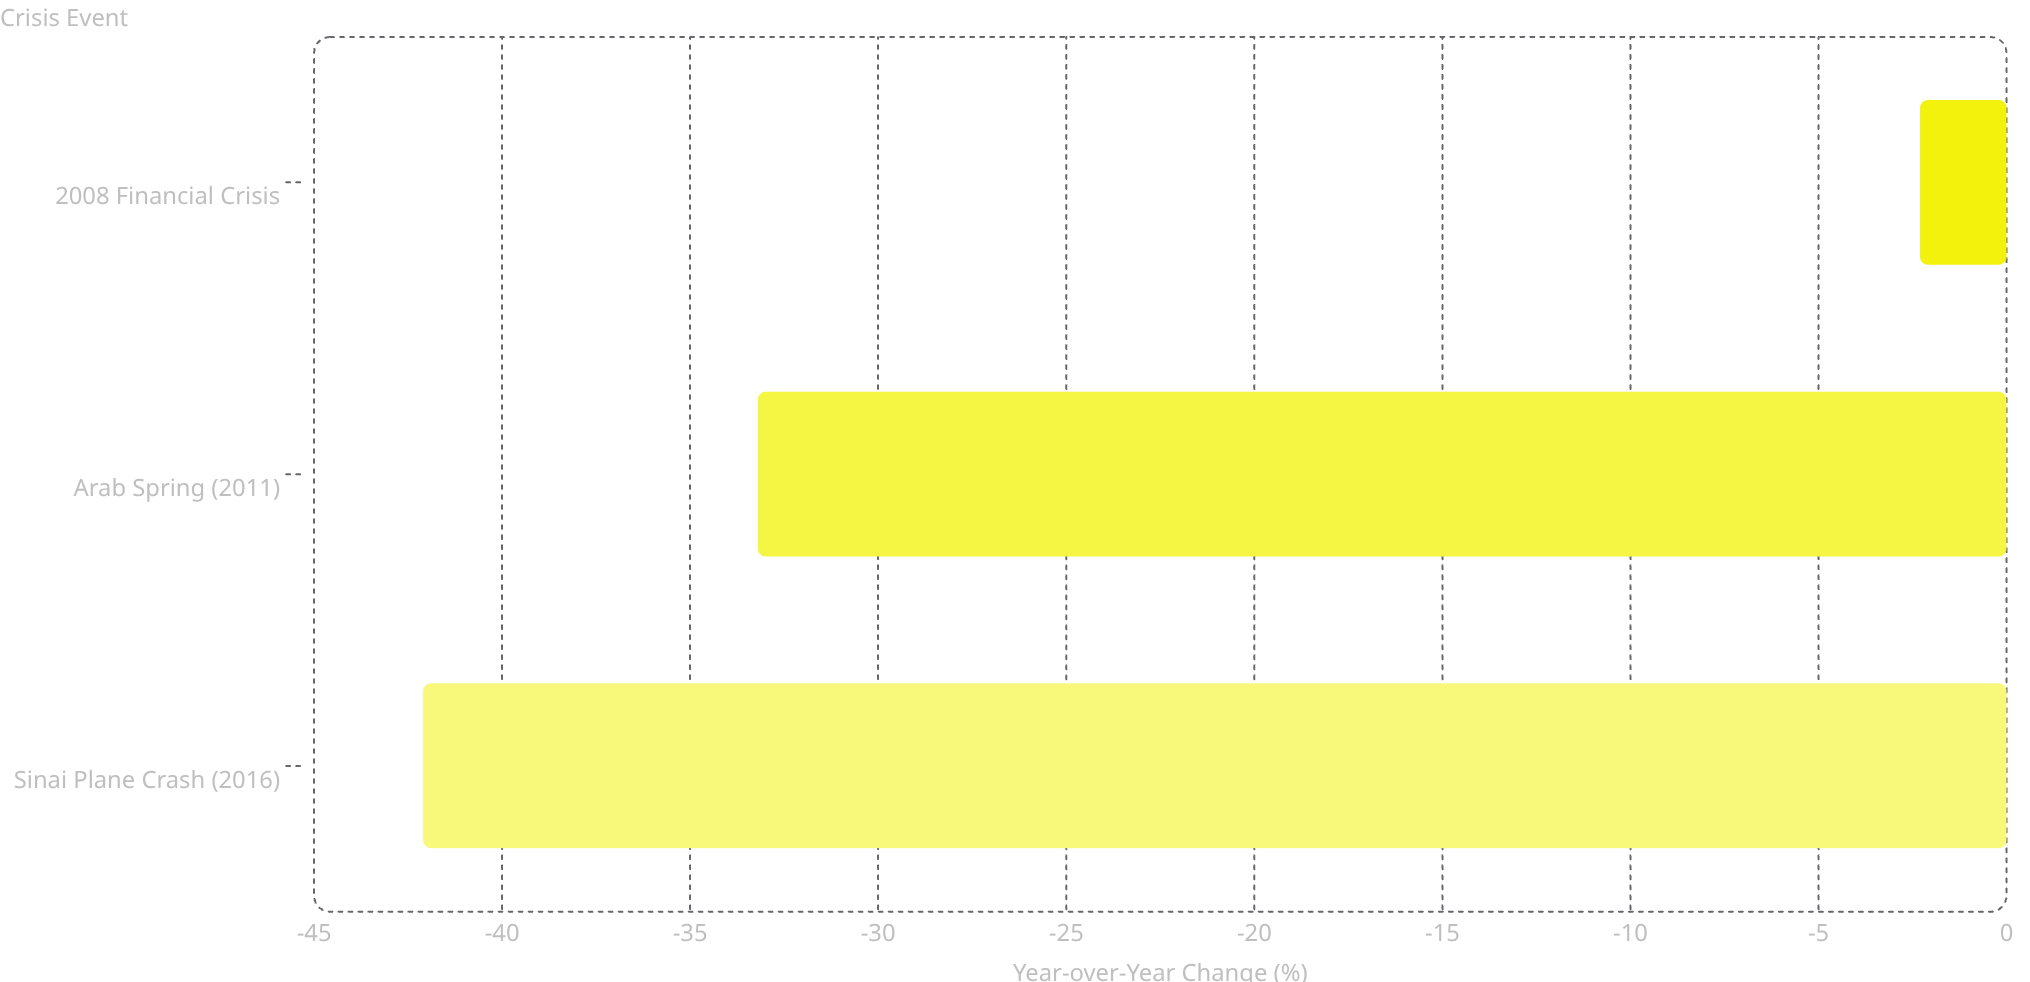 Crisis Event
2008 Financial Crisis
Arab Spring (2011)
Sinai Plane Crash (2016)
-45 -40 -35 -30 -25 -20 -15 -10 -5 0
Year-over-Year Change (%)